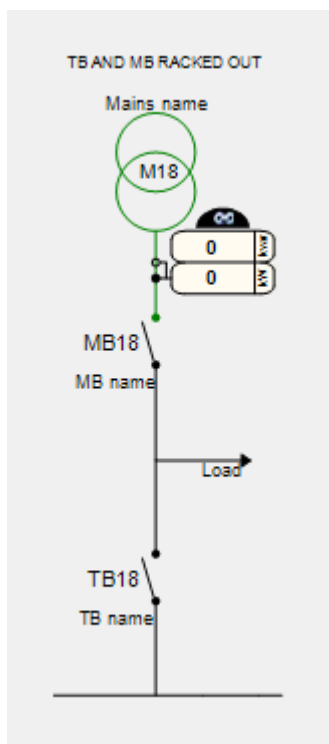 TB AND MB RACKED OUT
Mains name
M18
0 kvar
0 kW
MB18
MB name
Load
TB18
TB name